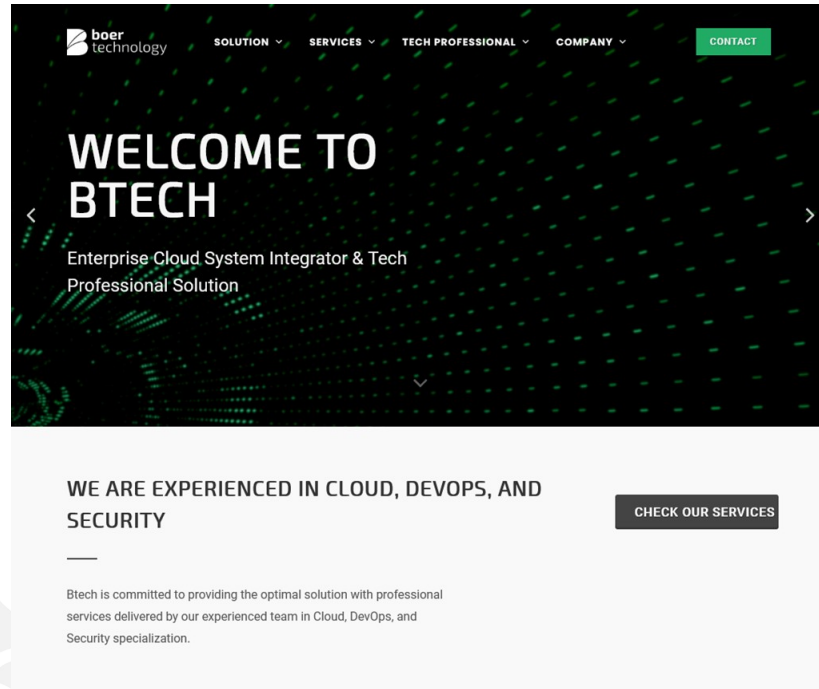 boer
technology
SOLUTION
SERVICES
TECH PROFESSIONAL
COMPANY
CONTACT
WELCOME TO
BTECH
Enterprise Cloud System Integrator & Tech
Professional Solution
WE ARE EXPERIENCED IN CLOUD, DEVOPS, AND
SECURITY
CHECK OUR SERVICES
Btech is committed to providing the optimal solution with professional
services delivered by our experienced team in Cloud, DevOps, and
Security specialization.